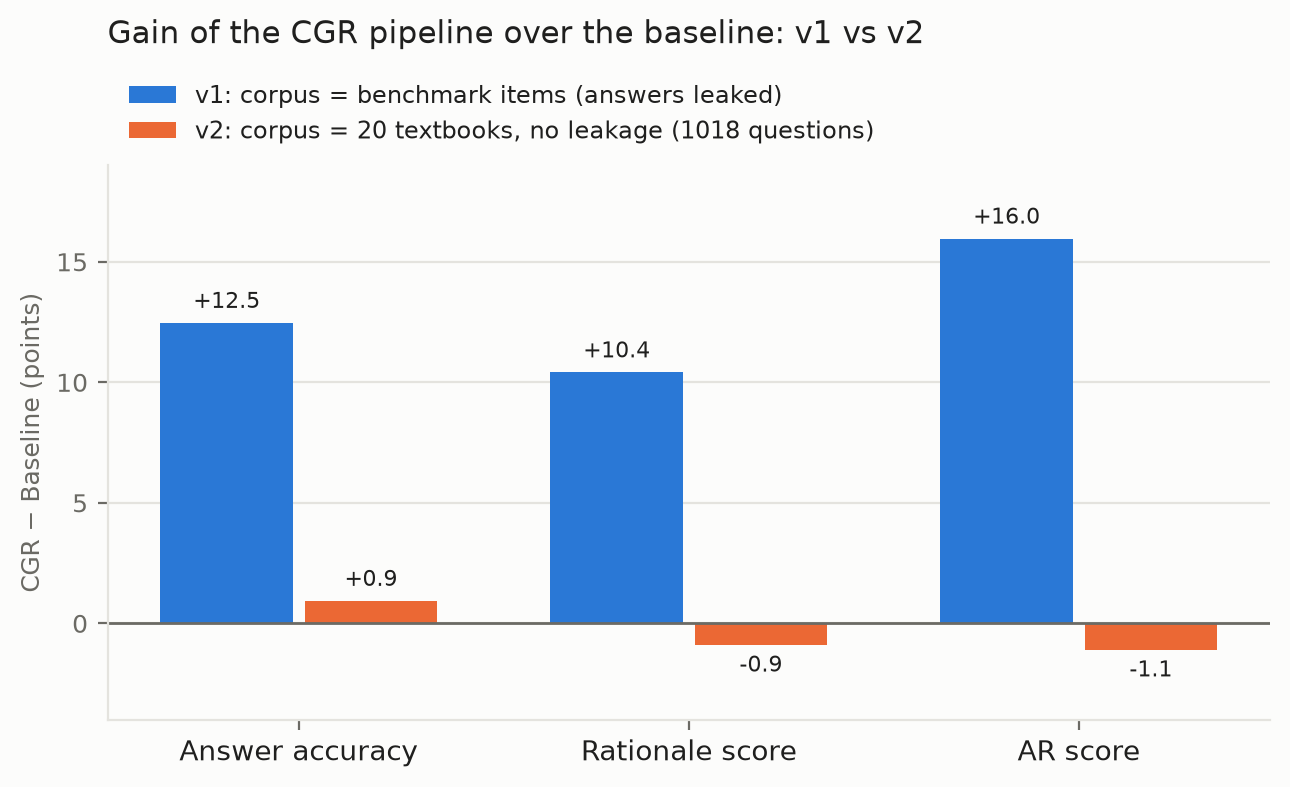 Gain of the CGR pipeline over the baseline: v1 vs v2
v1: corpus = benchmark items (answers leaked)
v2: corpus = 20 textbooks, no leakage (1018 questions)
CGR − Baseline (points)
15
10
5
0
+12.5
+0.9
+10.4
-0.9
+16.0
-1.1
Answer accuracy
Rationale score
AR score